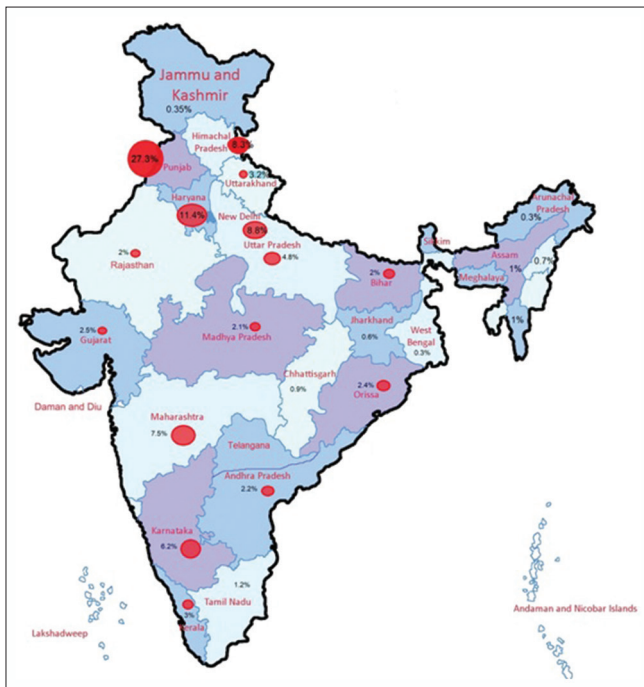 Jammu and
Kashmir
0.35%
Himachal
Pradesh
8.3%
27.3%
Punjab
3.2%
Uttarakhand
Haryana
11.4%
New Delhi
8.8%
Uttar Pradesh
4.8%
2%
Rajasthan
Arunachal
Pradesh
0.3%
Sikkim
Assam
1%
0.7%
Meghalaya
1%
2%
Bihar
2.5%
Gujarat
2.1%
Madhya Pradesh
Jharkhand
0.6%
West
Bengal
0.3%
Chhattisgarh
0.9%
2.4%
Orissa
Daman and Diu
Maharashtra
7.5%
Telangana
Andhra Pradesh
2.2%
Karnataka
6.2%
1.2%
Tamil Nadu
3%
Kerala
Lakshadweep
Andaman and Nicobar Islands